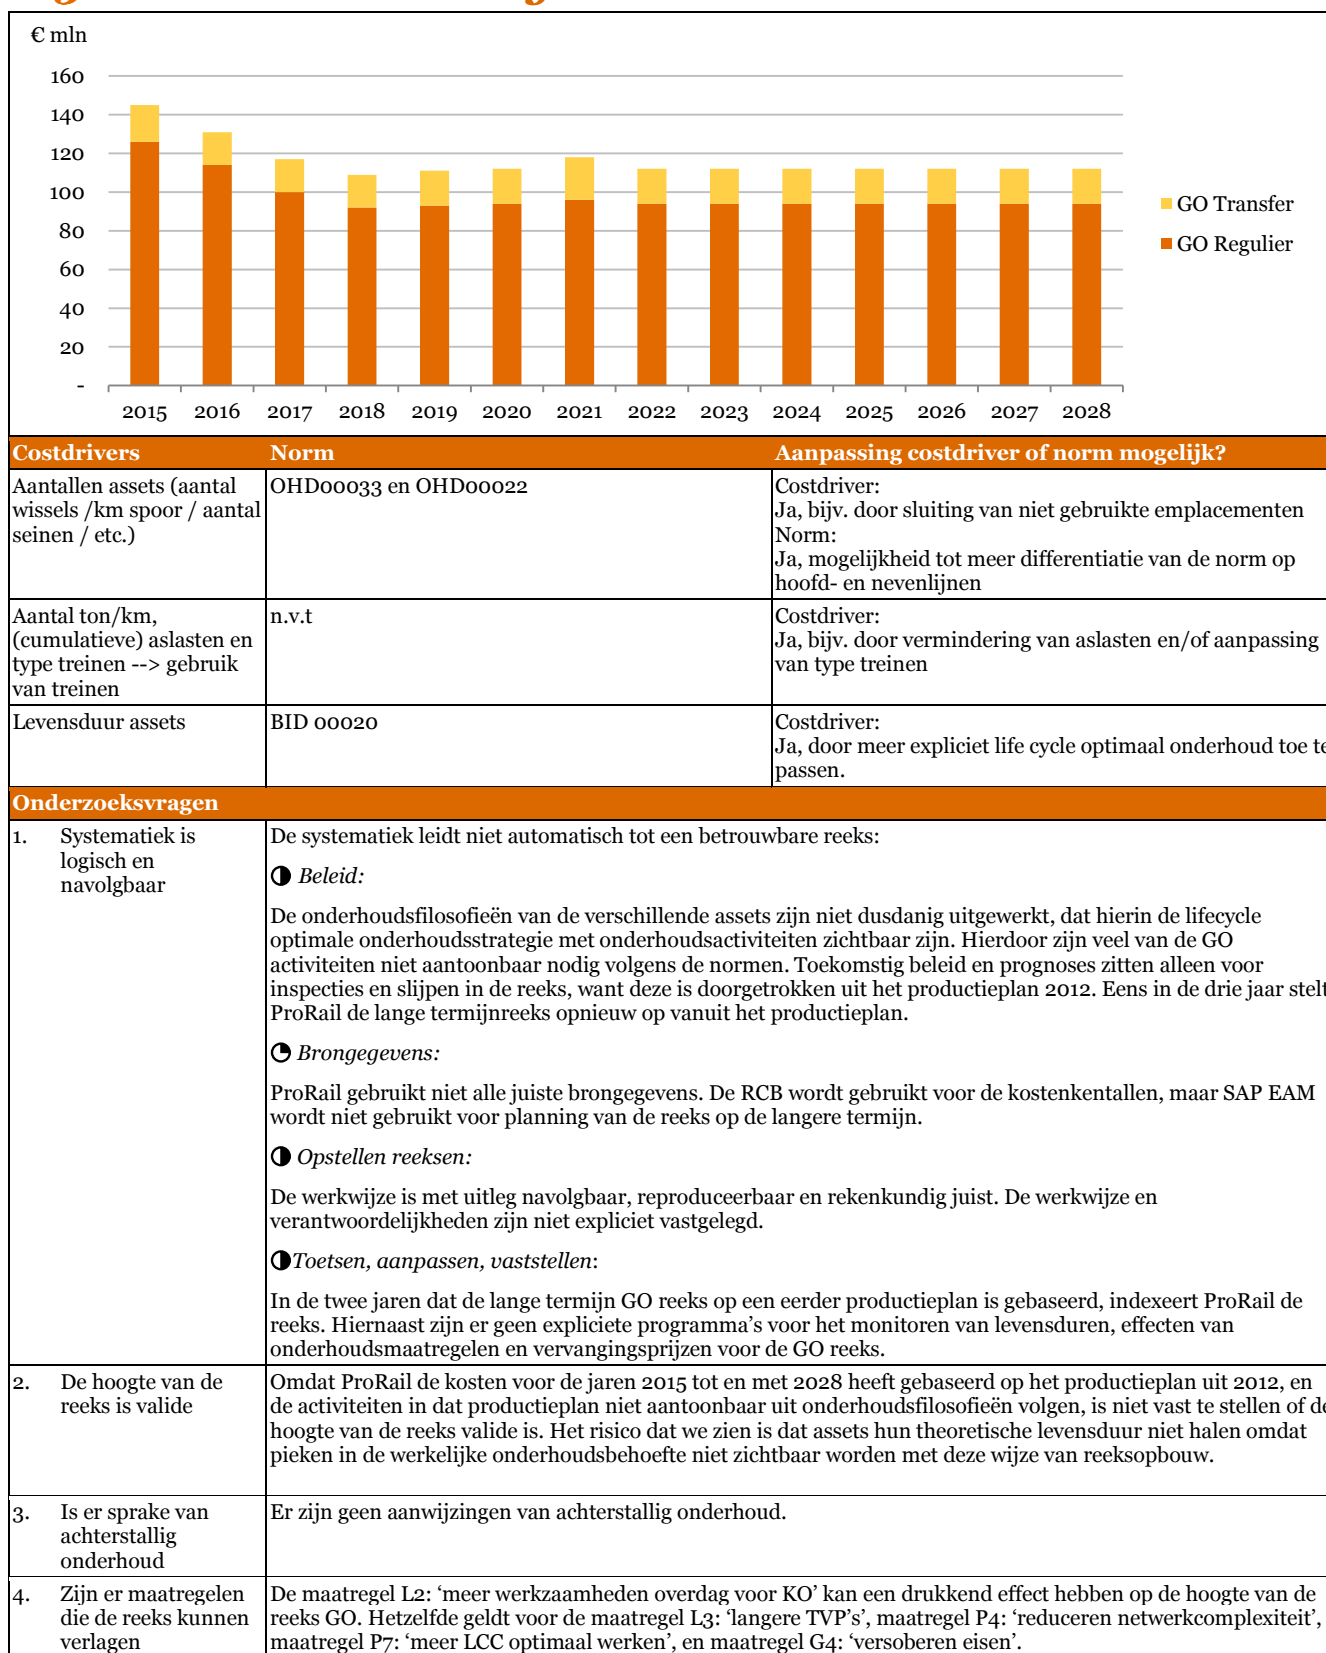 € mln
160
140
120
100
80
60
40
20
-
2015 2016 2017 2018 2019 2020 2021 2022 2023 2024 2025 2026 2027 2028
GO Transfer
GO Regulier
Costdrivers Norm Aanpassing costdriver of norm mogelijk?
Aantallen assets (aantal
wissels /km spoor / aantal
seinen / etc.)
OHD00033 en OHD00022
Costdriver:
Ja, bijv. door sluiting van niet gebruikte emplacementen
Norm:
Ja, mogelijkheid tot meer differentiatie van de norm op
hoofd- en nevenlijnen
Aantal ton/km,
(cumulatieve) aslasten en
type treinen --> gebruik
van treinen
n.v.t
Costdriver:
Ja, bijv. door vermindering van aslasten en/of aanpassing
van type treinen
Levensduur assets
BID 00020
Costdriver:
Ja, door meer expliciet life cycle optimaal onderhoud toe te
passen.
Onderzoeksvragen
1. Systematiek is
logisch en
navolgbaar
De systematiek leidt niet automatisch tot een betrouwbare reeks:
◑ Beleid:
De onderhoudsfilosofieën van de verschillende assets zijn niet dusdanig uitgewerkt, dat hierin de lifecycle
optimale onderhoudsstrategie met onderhoudsactiviteiten zichtbaar zijn. Hierdoor zijn veel van de GO
activiteiten niet aantoonbaar nodig volgens de normen. Toekomstig beleid en prognoses zitten alleen voor
inspecties en slijpen in de reeks, want deze is doorgetrokken uit het productieplan 2012. Eens in de drie jaar stelt
ProRail de lange termijnreeks opnieuw op vanuit het productieplan.
◔ Brongegevens:
ProRail gebruikt niet alle juiste brongegevens. De RCB wordt gebruikt voor de kostenkentallen, maar SAP EAM
wordt niet gebruikt voor planning van de reeks op de langere termijn.
◑ Opstellen reeksen:
De werkwijze is met uitleg navolgbaar, reproduceerbaar en rekenkundig juist. De werkwijze en
verantwoordelijkheden zijn niet expliciet vastgelegd.
◑Toetsen, aanpassen, vaststellen:
In de twee jaren dat de lange termijn GO reeks op een eerder productieplan is gebaseerd, indexeert ProRail de
reeks. Hiernaast zijn er geen expliciete programma’s voor het monitoren van levensduren, effecten van
onderhoudsmaatregelen en vervangingsprijzen voor de GO reeks.
2. De hoogte van de
reeks is valide
Omdat ProRail de kosten voor de jaren 2015 tot en met 2028 heeft gebaseerd op het productieplan uit 2012, en
de activiteiten in dat productieplan niet aantoonbaar uit onderhoudsfilosofieën volgen, is niet vast te stellen of de
hoogte van de reeks valide is. Het risico dat we zien is dat assets hun theoretische levensduur niet halen omdat
pieken in de werkelijke onderhoudsbehoefte niet zichtbaar worden met deze wijze van reeksopbouw.
3. Is er sprake van
achterstallig
onderhoud
Er zijn geen aanwijzingen van achterstallig onderhoud.
4. Zijn er maatregelen
die de reeks kunnen
verlagen
De maatregel L2: ‘meer werkzaamheden overdag voor KO’ kan een drukkend effect hebben op de hoogte van de
reeks GO. Hetzelfde geldt voor de maatregel L3: ‘langere TVP’s’, maatregel P4: ‘reduceren netwerkcomplexiteit’,
maatregel P7: ‘meer LCC optimaal werken’, en maatregel G4: ‘versoberen eisen’.